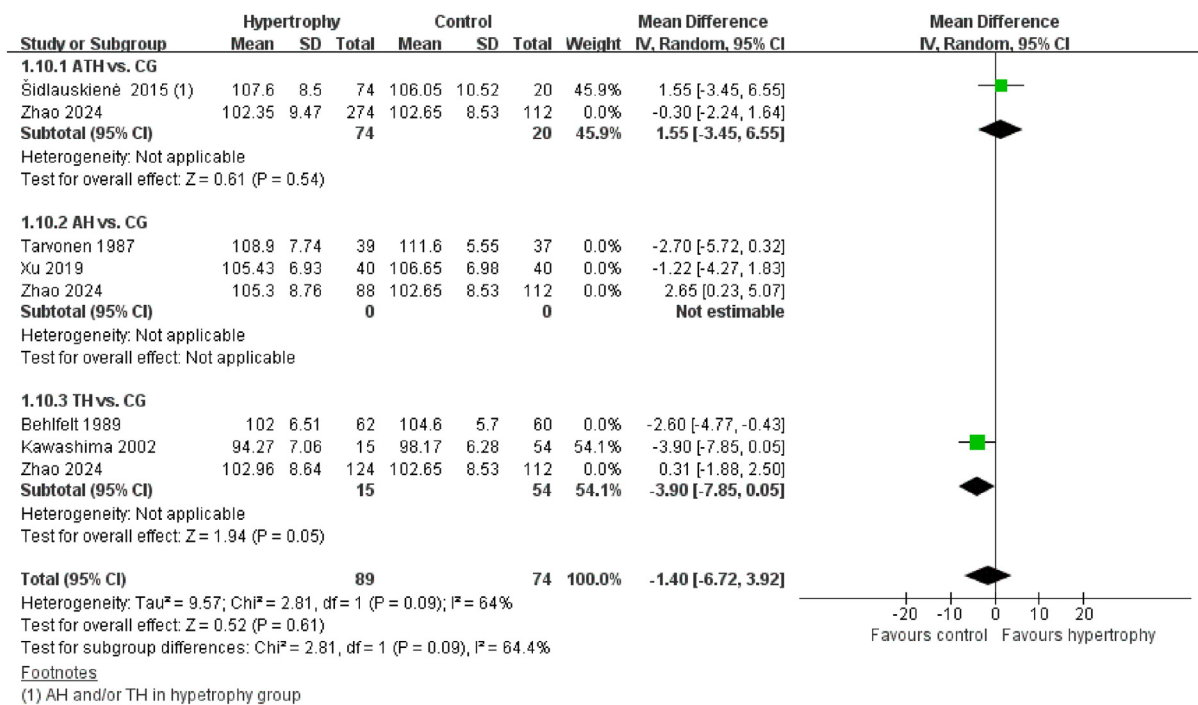 Hypertrophy Control Mean Difference Mean Difference
Study or Subgroup Mean SD Total Mean SD Total Weight IV, Random, 95% CI IV, Random, 95% CI
1.10.1 ATH vs. CG
Šidlauskienė 2015 (1) 107.6 8.5 74 106.05 10.52 20 45.9% 1.55 [-3.45, 6.55]
Zhao 2024 102.35 9.47 274 102.65 8.53 112 0.0% -0.30 [-2.24, 1.64]
Subtotal (95% CI) 74 20 45.9% 1.55 [-3.45, 6.55]
Heterogeneity: Not applicable
Test for overall effect: Z = 0.61 (P = 0.54)
1.10.2 AH vs. CG
Tarvonen 1987 108.9 7.74 39 111.6 5.55 37 0.0% -2.70 [-5.72, 0.32]
Xu 2019 105.43 6.93 40 106.65 6.98 40 0.0% -1.22 [-4.27, 1.83]
Zhao 2024 105.3 8.76 88 102.65 8.53 112 0.0% 2.65 [0.23, 5.07]
Subtotal (95% CI) 0 0 Not estimable
Heterogeneity: Not applicable
Test for overall effect: Not applicable
1.10.3 TH vs. CG
Behlfelt 1989 102 6.51 62 104.6 5.7 60 0.0% -2.60 [-4.77, -0.43]
Kawashima 2002 94.27 7.06 15 98.17 6.28 54 54.1% -3.90 [-7.85, 0.05]
Zhao 2024 102.96 8.64 124 102.65 8.53 112 0.0% 0.31 [-1.88, 2.50]
Subtotal (95% CI) 15 54 54.1% -3.90 [-7.85, 0.05]
Heterogeneity: Not applicable
Test for overall effect: Z = 1.94 (P = 0.05)
Total (95% CI) 89 74 100.0% -1.40 [-6.72, 3.92]
Heterogeneity: Tau² = 9.57; Chi² = 2.81, df = 1 (P = 0.09); I² = 64%
Test for overall effect: Z = 0.52 (P = 0.61)
Test for subgroup differences: Chi² = 2.81, df = 1 (P = 0.09), I² = 64.4%
-20 -10 0 10 20
Favours control Favours hypertrophy
Footnotes
(1) AH and/or TH in hypetrophy group